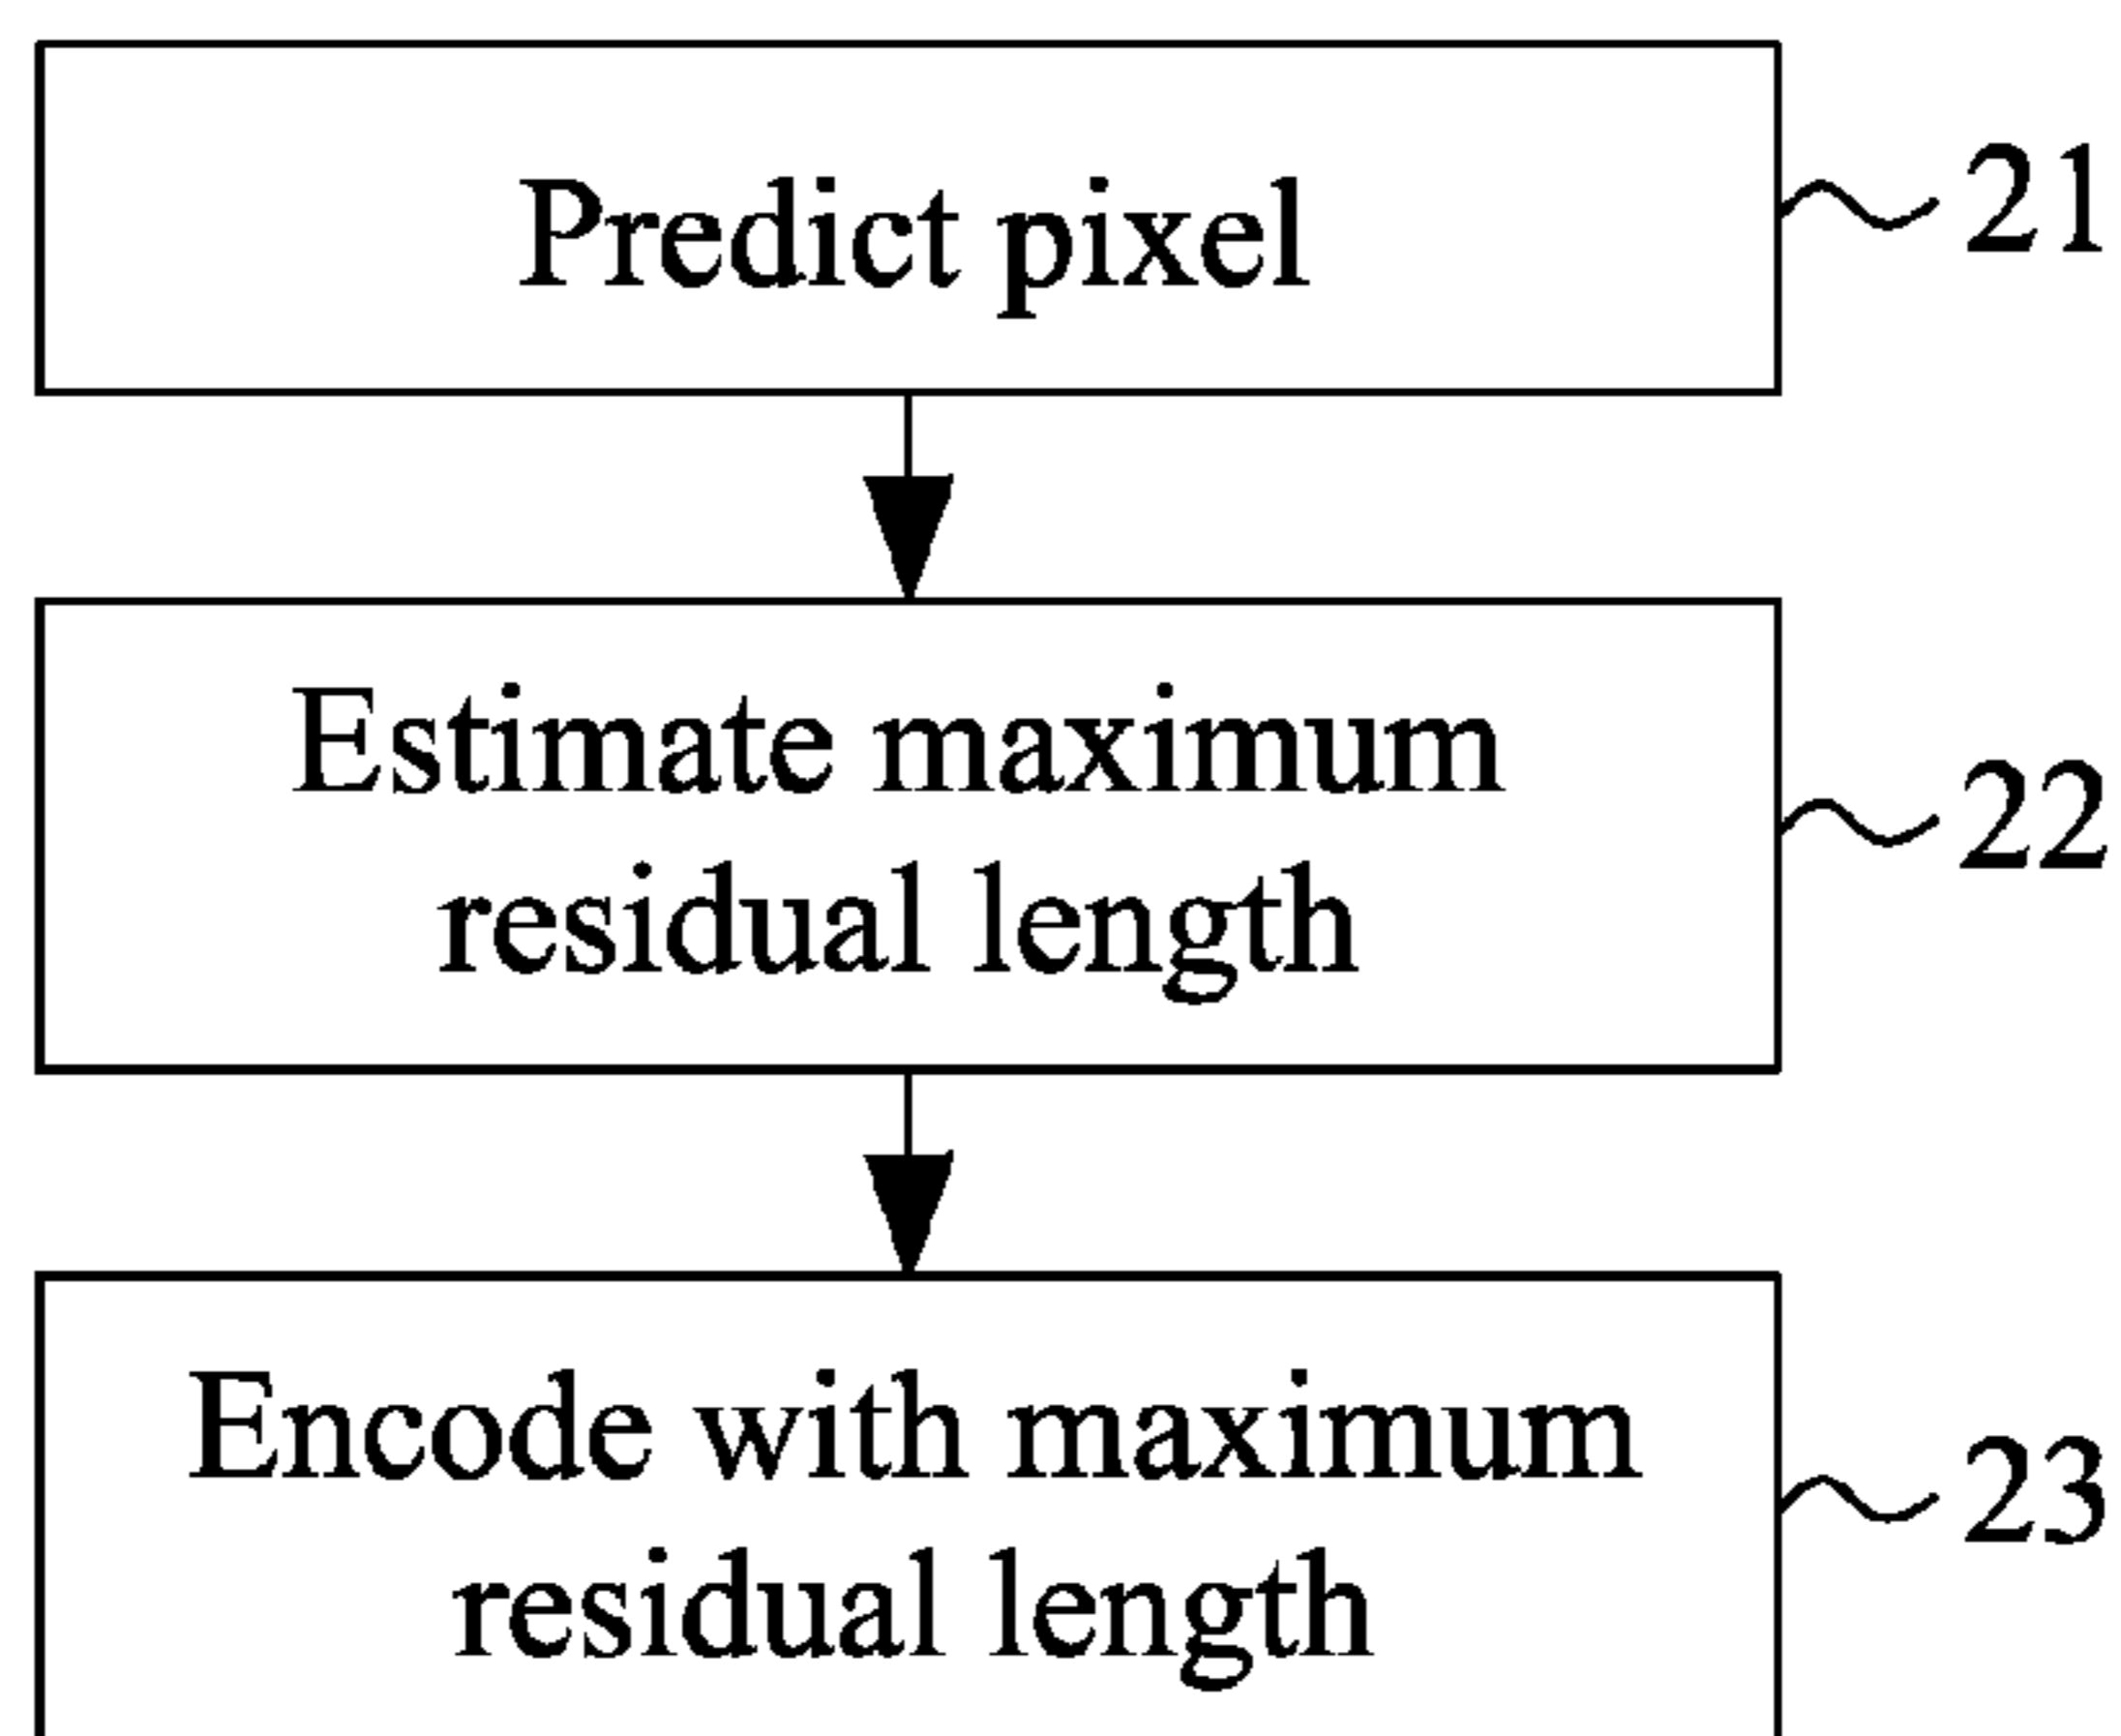 Predict pixel
21
Estimate maximum
residual length
22
Encode with maximum
residual length
23